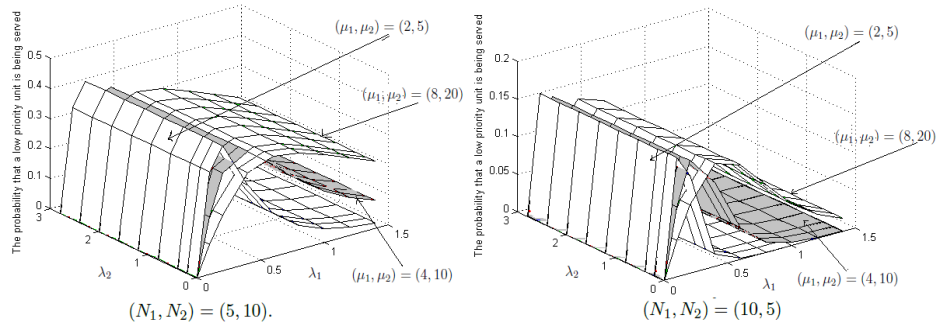 The probability that a low priority unit is being served
0.5
0.4
0.3
0.2
0.1
0
3
2
1
0
λ₂
0
0.5
1
1.5
λ₁
(μ₁, μ₂) = (2, 5)
(μ₁, μ₂) = (8, 20)
(μ₁, μ₂) = (4, 10)
(N₁, N₂) = (5, 10).
The probability that a low priority unit is being served
0.2
0.15
0.1
0.05
0
3
2
1
0
λ₂
0
0.5
1
1.5
λ₁
(μ₁, μ₂) = (2, 5)
(μ₁, μ₂) = (8, 20)
(μ₁, μ₂) = (4, 10)
(N₁, N₂) = (10, 5)